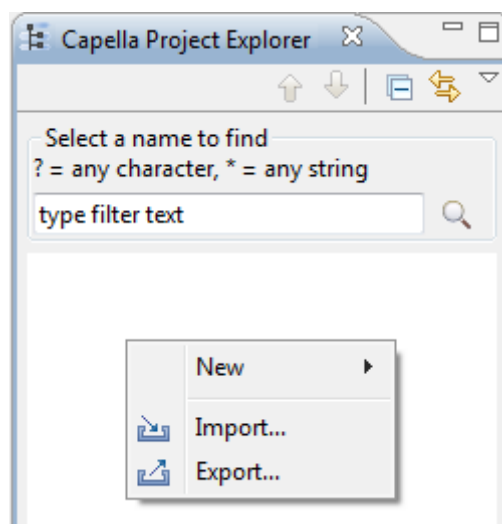 Capella Project Explorer
Select a name to find
? = any character, * = any string
type filter text
New
Import...
Export...